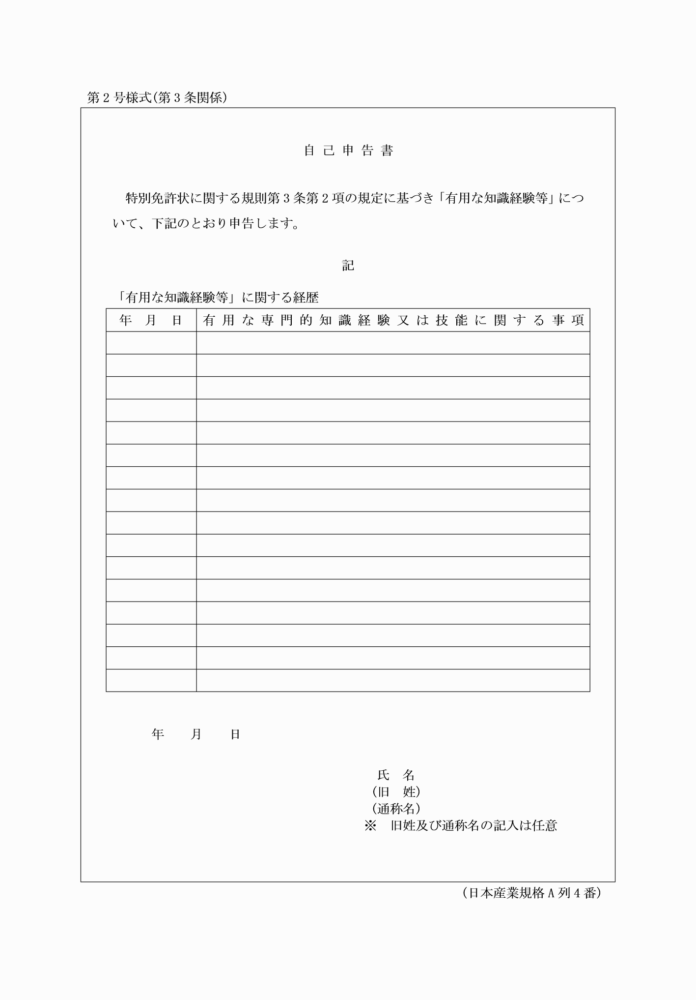 第２号様式（第３条関係）
自己申告書
特別免許状に関する規則第３条第２項の規定に基づき「有用な知識経験等」につ
いて、下記のとおり申告します。
記
「有用な知識経験等」に関する経歴
年　月　日　有用な専門的知識経験又は技能に関する事項
年　　月　　日
氏　名
（旧　姓）
（通称名）
※　旧姓及び通称名の記入は任意
（日本産業規格Ａ列４番）